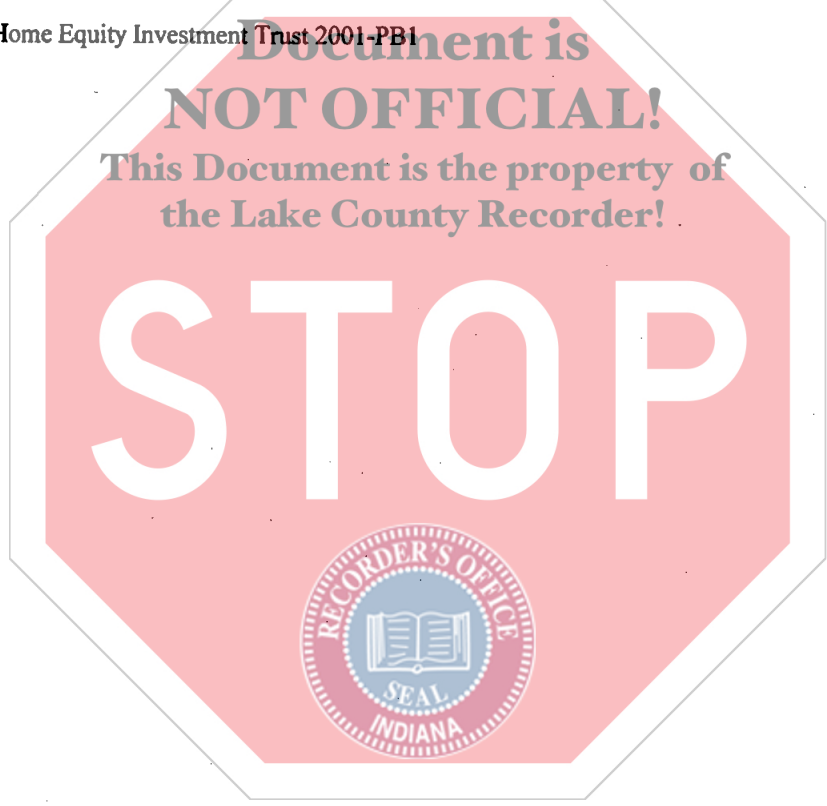 Home Equity Investment Trust 2001-PB1
Document is
NOT OFFICIAL!
This Document is the property of
the Lake County Recorder!
STOP
RECORDER'S OFFICE
SEAL
INDIANA